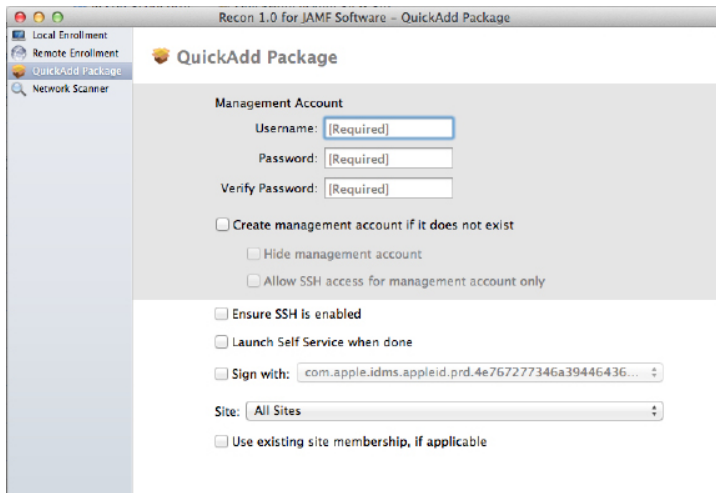 Recon 1.0 for JAMF Software – QuickAdd Package
Local Enrollment
Remote Enrollment
QuickAdd Package
Network Scanner
QuickAdd Package
Management Account
Username: [Required]
Password: [Required]
Verify Password: [Required]
Create management account if it does not exist
Hide management account
Allow SSH access for management account only
Ensure SSH is enabled
Launch Self Service when done
Sign with: com.apple.idms.appleid.prd.4e767277346a39446436...
Site: All Sites
Use existing site membership, if applicable